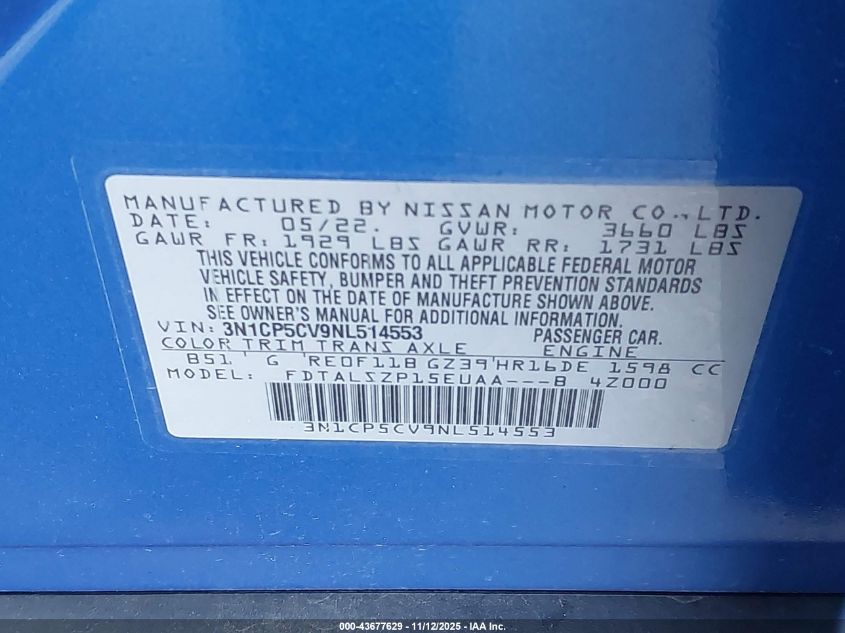 MANUFACTURED BY NISSAN MOTOR CO., LTD.
DATE: 05/22. GVWR: 3660 LBS
GAWR FR: 1929 LBS GAWR RR: 1731 LBS
THIS VEHICLE CONFORMS TO ALL APPLICABLE FEDERAL MOTOR
VEHICLE SAFETY, BUMPER AND THEFT PREVENTION STANDARDS
IN EFFECT ON THE DATE OF MANUFACTURE SHOWN ABOVE.
SEE OWNER'S MANUAL FOR ADDITIONAL INFORMATION.
VIN: 3N1CP5CV9NL514553 PASSENGER CAR.
COLOR TRIM TRANS AXLE ENGINE
B51 ' G 'RE0F11B GZ39'HR16DE 1598 CC
MODEL: FDTALSZP15EUAA---B 4Z000
3N1CP5CV9NL514553
000-43677629 - 11/12/2025 - IAA Inc.